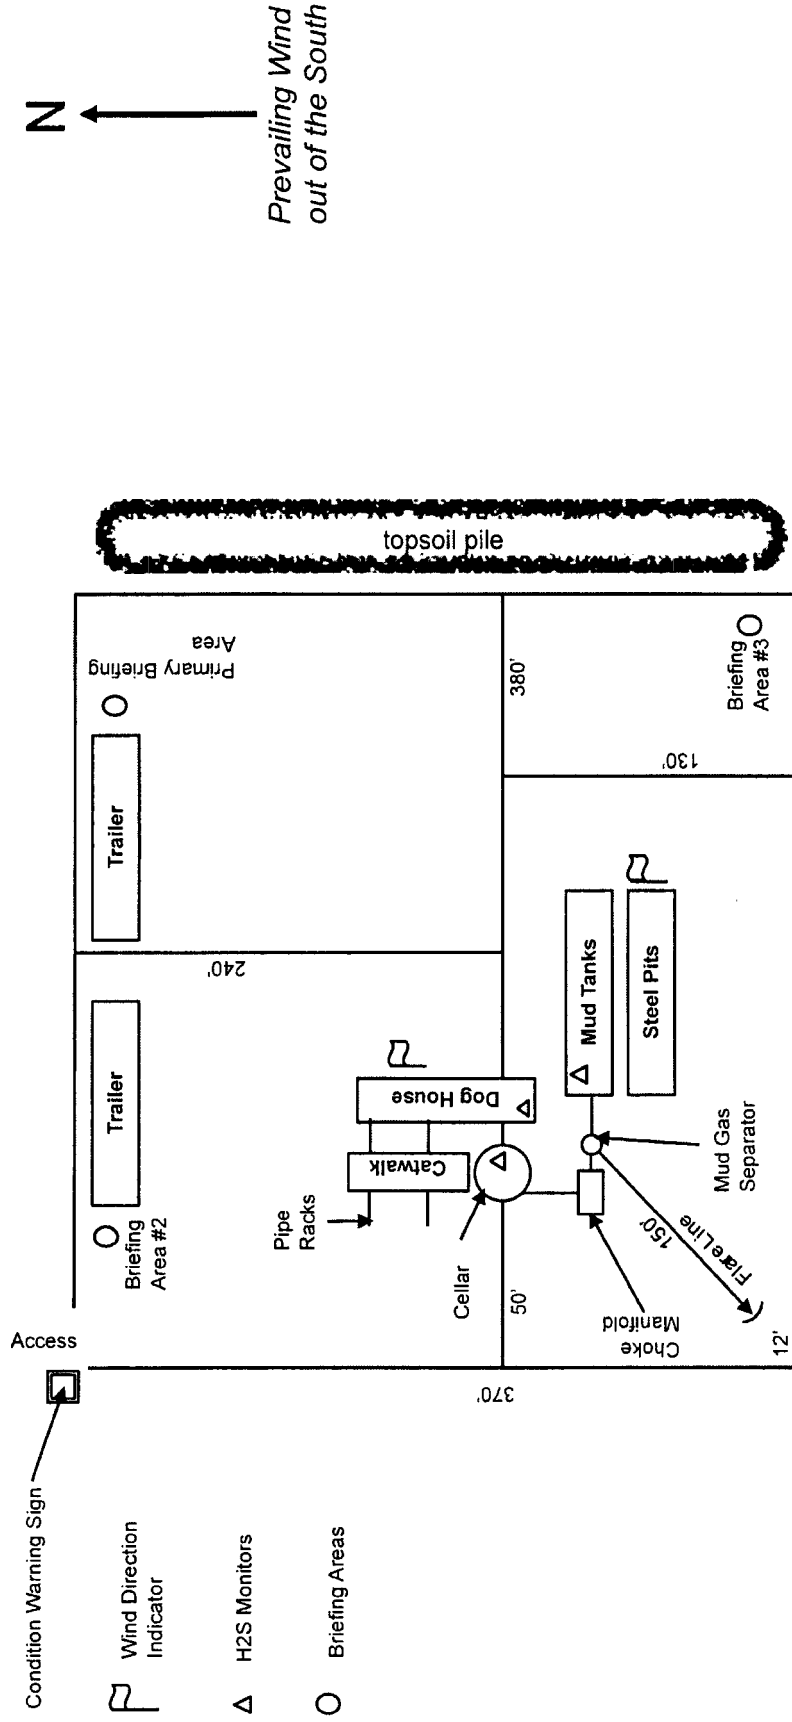 N
Prevailing Wind
out of the South
topsoil pile
Primary Briefing
Area
Trailer
Trailer
240'
380'
130'
Briefing
Area #3
Briefing
Area #2
Access
Condition Warning Sign
Pipe
Racks
Catwalk
Dog House
Cellar
50'
370'
Mud Tanks
Steel Pits
Mud Gas
Separator
Choke
Manifold
150'
Flare Line
12'
Wind Direction
Indicator
H2S Monitors
Briefing Areas